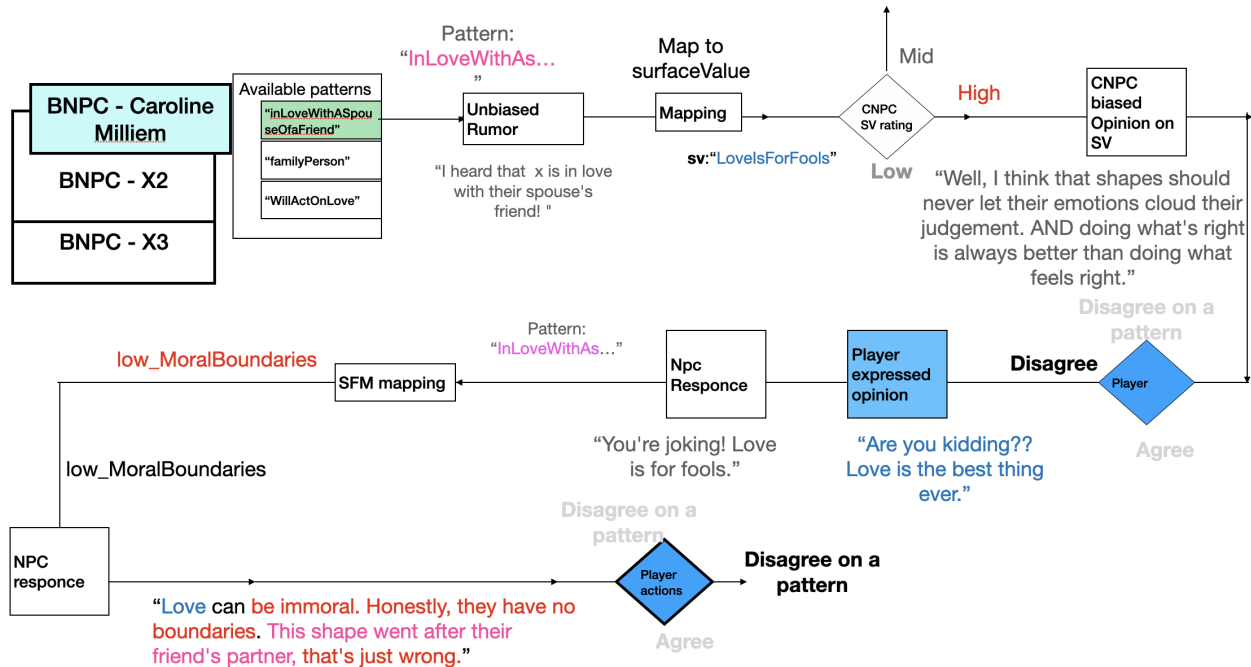 BNPC - Caroline
Milliem
BNPC - X2
BNPC - X3
Available patterns
“inLoveWithASpou
seOfaFriend”
“familyPerson”
“WillActOnLove”
Pattern:
“InLoveWithAs…
”
Unbiased
Rumor
“I heard that x is in love
with their spouse's
friend! "
Map to
surfaceValue
Mapping
sv:“LoveIsForFools”
Mid
CNPC
SV rating
Low
High
CNPC
biased
Opinion on
SV
“Well, I think that shapes should
never let their emotions cloud their
judgement. AND doing what's right
is always better than doing what
feels right.”
Disagree on a
pattern
Player
Agree
Disagree
Player
expressed
opinion
“Are you kidding??
Love is the best thing
ever.”
Npc
Responce
“You're joking! Love
is for fools.”
Pattern:
“InLoveWithAs…”
SFM mapping
low_MoralBoundaries
low_MoralBoundaries
NPC
responce
“Love can be immoral. Honestly, they have no
boundaries. This shape went after their
friend's partner, that's just wrong.”
Disagree on a
pattern
Player
actions
Agree
Disagree on a
pattern